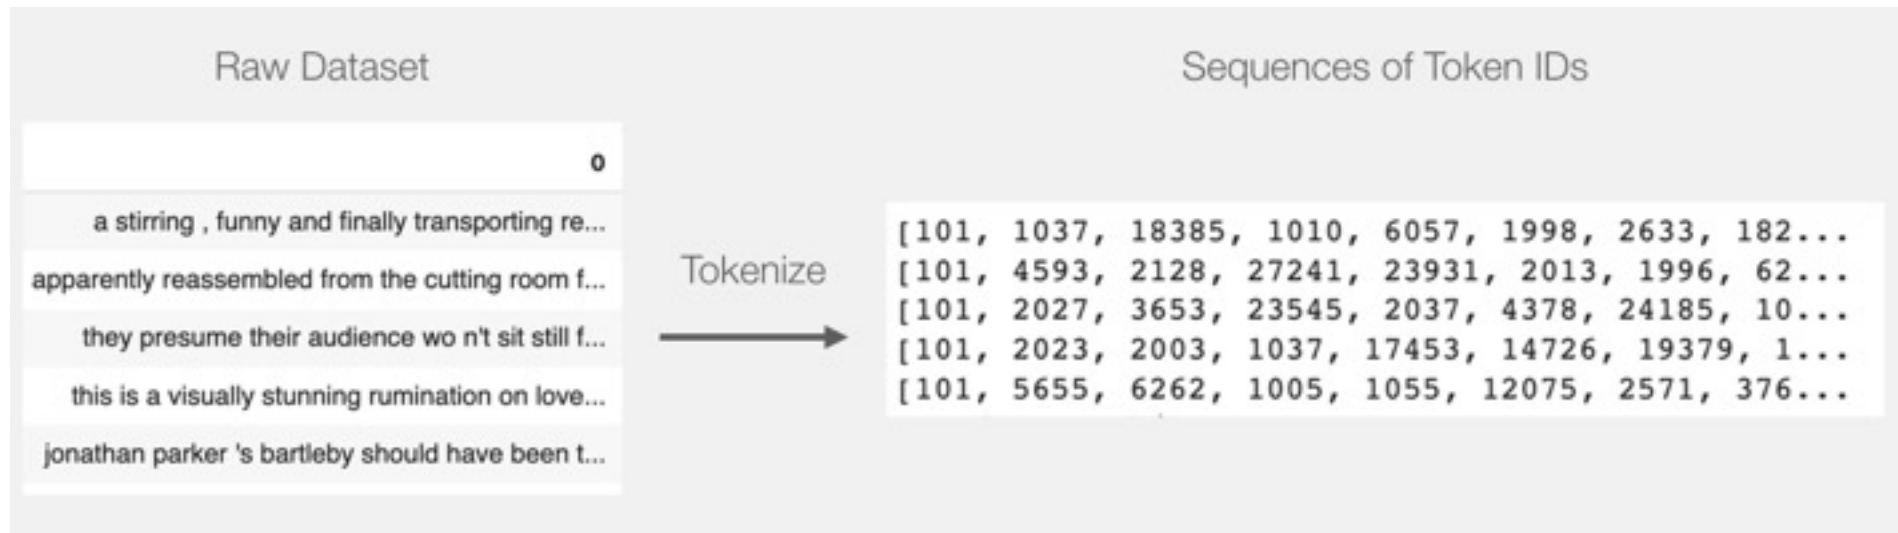 Raw Dataset
Sequences of Token IDs
0
a stirring , funny and finally transporting re...
apparently reassembled from the cutting room f...
they presume their audience wo n't sit still f...
this is a visually stunning rumination on love...
jonathan parker 's bartleby should have been t...
Tokenize
[101, 1037, 18385, 1010, 6057, 1998, 2633, 182...
[101, 4593, 2128, 27241, 23931, 2013, 1996, 62...
[101, 2027, 3653, 23545, 2037, 4378, 24185, 10...
[101, 2023, 2003, 1037, 17453, 14726, 19379, 1...
[101, 5655, 6262, 1005, 1055, 12075, 2571, 376...